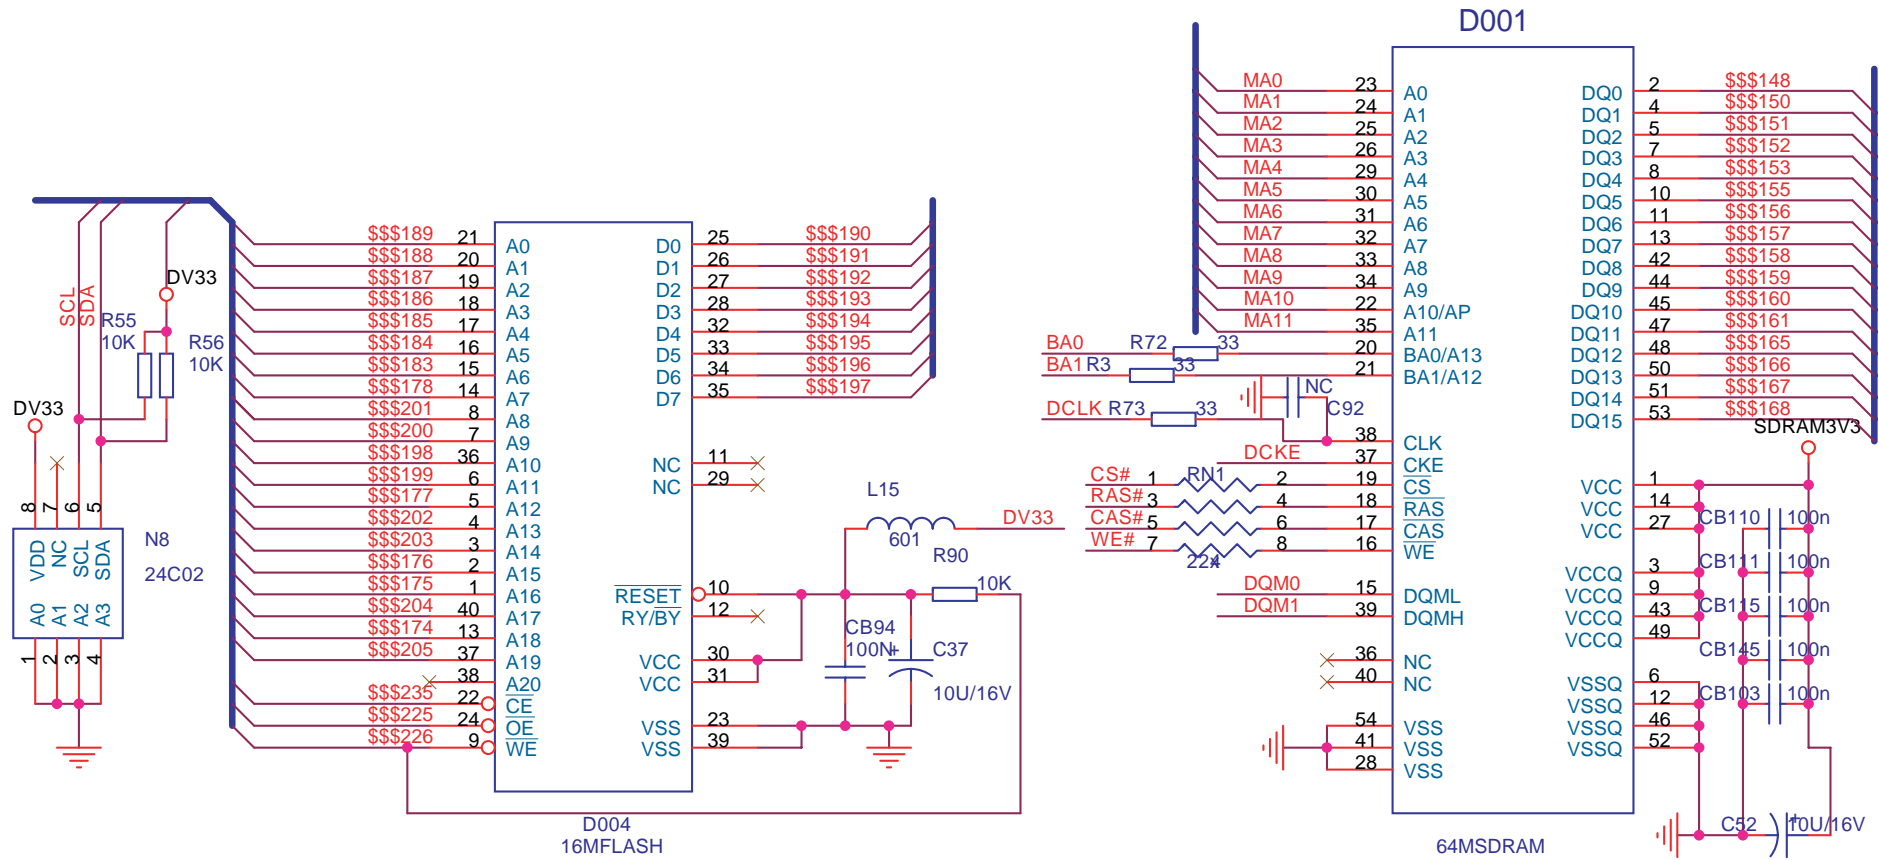 D001
MA0 23 A0 DQ0 2 $$$148
MA1 24 A1 DQ1 4 $$$150
MA2 25 A2 DQ2 5 $$$151
MA3 26 A3 DQ3 7 $$$152
MA4 29 A4 DQ4 8 $$$153
MA5 30 A5 DQ5 10 $$$155
MA6 31 A6 DQ6 11 $$$156
MA7 32 A7 DQ7 13 $$$157
MA8 33 A8 DQ8 42 $$$158
MA9 34 A9 DQ9 44 $$$159
MA10 22 A10/AP DQ10 45 $$$160
MA11 35 A11 DQ11 47 $$$161
BA0 R72 33 20 BA0/A13 DQ12 48 $$$165
BA1 R3 33 21 BA1/A12 DQ13 50 $$$166
NC DQ14 51 $$$167
DCLK R73 33 C92 DQ15 53 $$$168
SDRAM3V3
38 CLK
DCKE 37 CKE
CS# 1 RN1 2 19 CS VCC 1
RAS# 3 4 18 RAS VCC 14
CAS# 5 6 17 CAS VCC 27
WE# 7 8 16 WE
22x4
CB110 100n
CB111 100n
CB115 100n
CB145 100n
CB103 100n
VCCQ 3
DQM0 15 DQML VCCQ 9
DQM1 39 DQMH VCCQ 43
VCCQ 49
36 NC
40 NC VSSQ 6
VSSQ 12
54 VSS VSSQ 46
41 VSS VSSQ 52
28 VSS
C52 + 10U/16V
64MSDRAM
$$$189 21 A0 D0 25 $$$190
$$$188 20 A1 D1 26 $$$191
$$$187 19 A2 D2 27 $$$192
$$$186 18 A3 D3 28 $$$193
$$$185 17 A4 D4 32 $$$194
$$$184 16 A5 D5 33 $$$195
$$$183 15 A6 D6 34 $$$196
$$$178 14 A7 D7 35 $$$197
$$$201 8 A8
$$$200 7 A9
$$$198 36 A10 NC 11
$$$199 6 A11 NC 29
$$$177 5 A12
$$$202 4 A13
$$$203 3 A14
$$$176 2 A15
$$$175 1 A16 RESET 10
$$$204 40 A17 RY/BY 12
$$$174 13 A18
$$$205 37 A19 VCC 30
38 A20 VCC 31
$$$235 22 CE
$$$225 24 OE VSS 23
$$$226 9 WE VSS 39
L15
601
DV33
R90
10K
CB94
100N
+
C37
10U/16V
D004
16MFLASH
SCL
SDA
DV33
R55
10K
R56
10K
DV33
8 7 6 5
VDD NC SCL SDA
A0 A1 A2 A3
1 2 3 4
N8
24C02